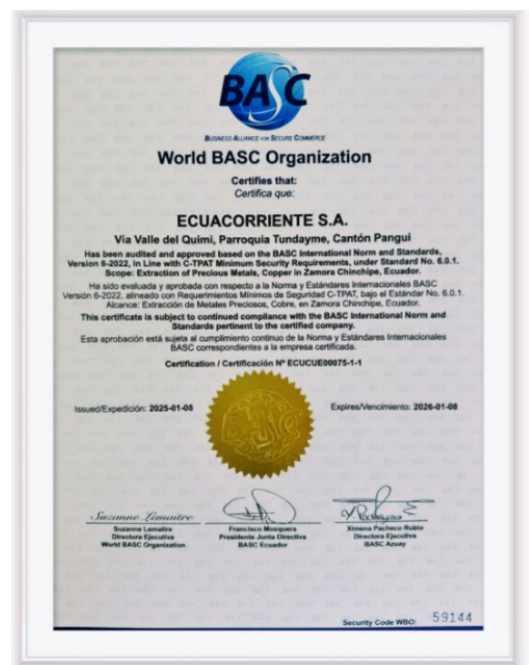 BASC
BUSINESS ALLIANCE FOR SECURE COMMERCE
World BASC Organization
Certifies that:
Certifica que:
ECUACORRIENTE S.A.
Vía Valle del Quimi, Parroquia Tundayme, Cantón Pangui
Has been audited and approved based on the BASC International Norm and Standards,
Version 6-2022, in Line with C-TPAT Minimum Security Requirements, under Standard No. 6.0.1.
Scope: Extraction of Precious Metals, Copper in Zamora Chinchipe, Ecuador.
Ha sido evaluada y aprobada con respecto a la Norma y Estándares Internacionales BASC
Versión 6-2022, alineado con Requerimientos Mínimos de Seguridad C-TPAT, bajo el Estándar No. 6.0.1.
Alcance: Extracción de Metales Preciosos, Cobre, en Zamora Chinchipe, Ecuador.
This certificate is subject to continued compliance with the BASC International Norm and
Standards pertinent to the certified company.
Esta aprobación está sujeta al cumplimiento continuo de la Norma y Estándares Internacionales
BASC correspondientes a la empresa certificada.
Certification / Certificación Nº ECUCUE00075-1-1
Issued/Expedición: 2025-01-08
Expires/Vencimiento: 2026-01-08
BASC
Suzanne Lemaitre
Suzanne Lemaitre
Directora Ejecutiva
World BASC Organization
Francisco Mosquera
Presidente Junta Directiva
BASC Ecuador
Ximena Pacheco Rubio
Directora Ejecutiva
BASC Azuay
Security Code WBO: 59144